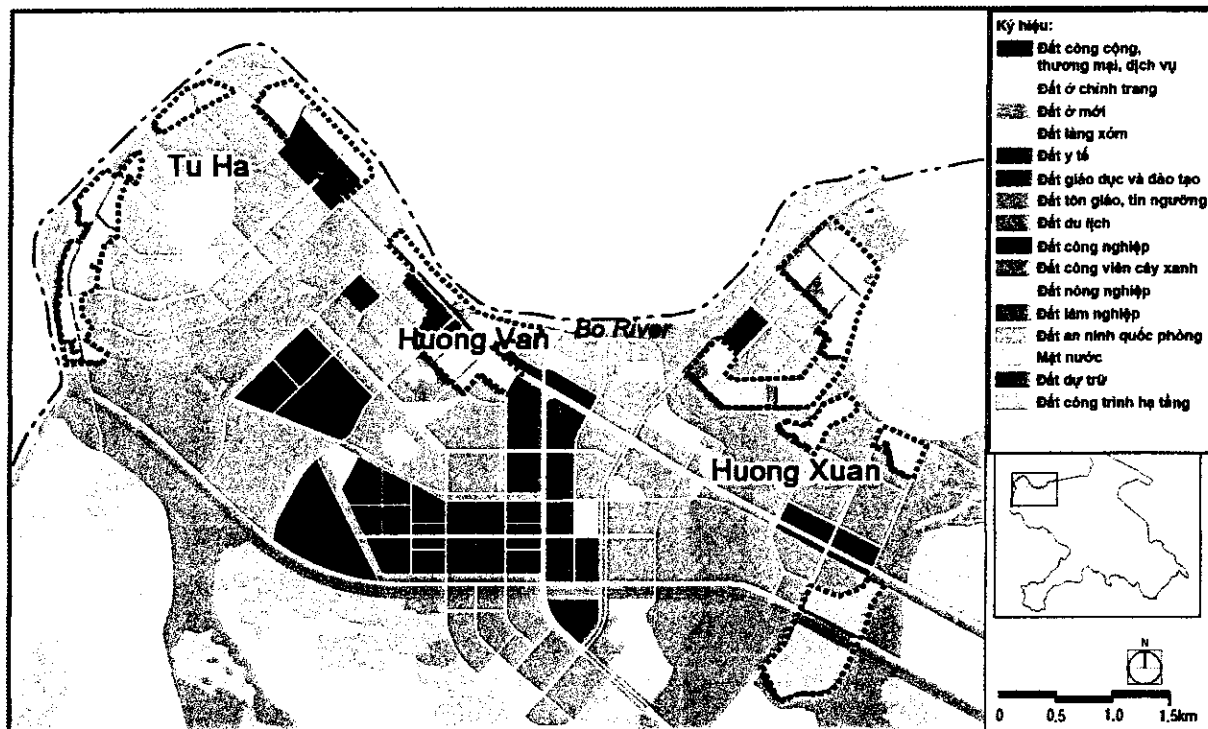 Tu Ha
Huong Van
Bo River
Huong Xuan
Ký hiệu:
Đất công cộng,
thương mại, dịch vụ
Đất ở chỉnh trang
Đất ở mới
Đất làng xóm
Đất y tế
Đất giáo dục và đào tạo
Đất tôn giáo, tín ngưỡng
Đất du lịch
Đất công nghiệp
Đất công viên cây xanh
Đất nông nghiệp
Đất lâm nghiệp
Đất an ninh quốc phòng
Mặt nước
Đất dự trữ
Đất công trình hạ tầng
N
0 0.5 1.0 1.5km